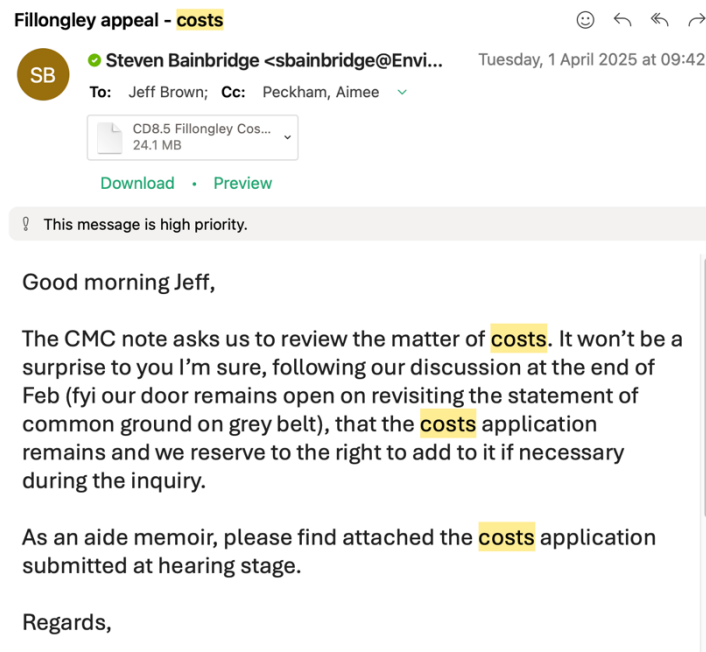 Fillongley appeal - costs
SB
Steven Bainbridge <sbainbridge@Envi...
Tuesday, 1 April 2025 at 09:42
To: Jeff Brown; Cc: Peckham, Aimee
CD8.5 Fillongley Cos...
24.1 MB
Download • Preview
This message is high priority.
Good morning Jeff,
The CMC note asks us to review the matter of costs. It won't be a
surprise to you I'm sure, following our discussion at the end of
Feb (fyi our door remains open on revisiting the statement of
common ground on grey belt), that the costs application
remains and we reserve to the right to add to it if necessary
during the inquiry.
As an aide memoir, please find attached the costs application
submitted at hearing stage.
Regards,